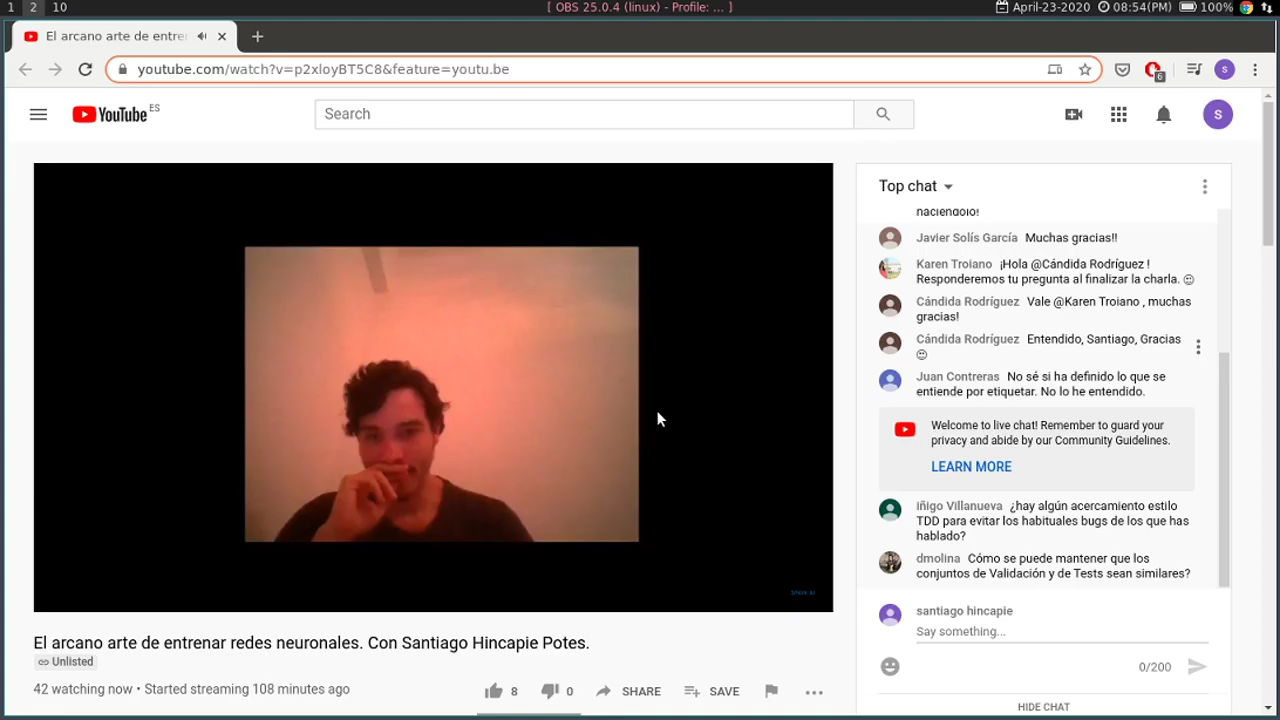 1 2 10 [ OBS 25.0.4 (linux) - Profile: ... ] April-23-2020 08:54(PM) 100%
El arcano arte de entrer
youtube.com/watch?v=p2xloyBT5C8&feature=youtu.be 6 S
YouTube ES Search S
Top chat
haciéndolo!
Javier Solís García Muchas gracias!!
Karen Troiano ¡Hola @Cándida Rodríguez !
Responderemos tu pregunta al finalizar la charla. 🙂
Cándida Rodríguez Vale @Karen Troiano , muchas
gracias!
Cándida Rodríguez Entendido, Santiago, Gracias
🙂
Juan Contreras No sé si ha definido lo que se
entiende por etiquetar. No lo he entendido.
Welcome to live chat! Remember to guard your
privacy and abide by our Community Guidelines.
LEARN MORE
iñigo Villanueva ¿hay algún acercamiento estilo
TDD para evitar los habituales bugs de los que has
hablado?
dmolina Cómo se puede mantener que los
conjuntos de Validación y de Tests sean similares?
santiago hincapie
Say something...
0/200
HIDE CHAT
El arcano arte de entrenar redes neuronales. Con Santiago Hincapie Potes.
Unlisted
42 watching now • Started streaming 108 minutes ago
8 0 SHARE SAVE